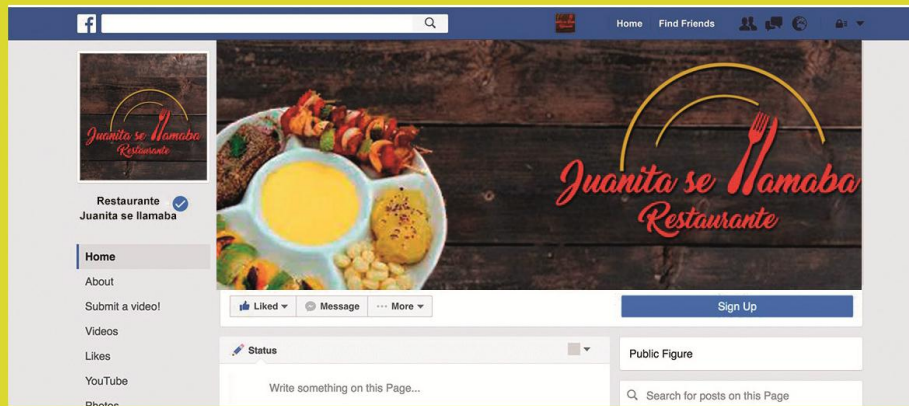 f
Home Find Friends
Juanita se llamaba
Restaurante
Juanita se llamaba
Restaurante
Restaurante
Juanita se llamaba
Home
About
Submit a video!
Videos
Likes
YouTube
Photos
Liked Message ··· More
Sign Up
Status
Write something on this Page...
Public Figure
Search for posts on this Page